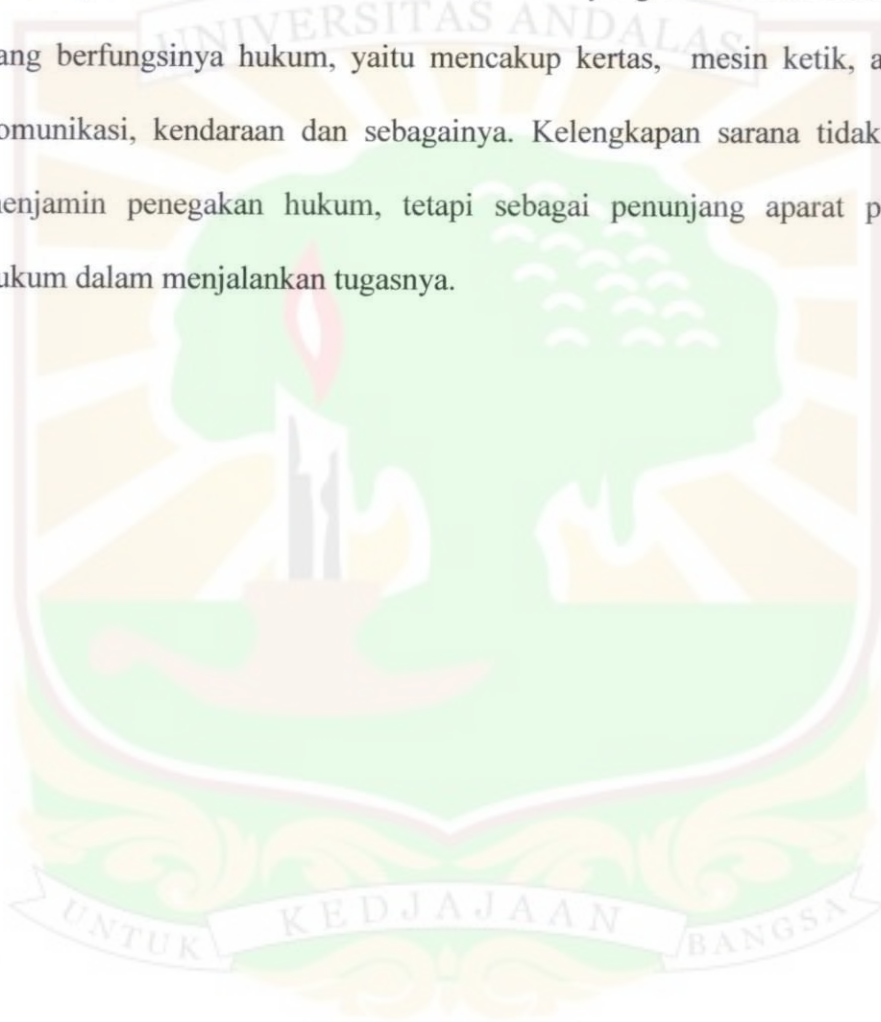 UNIVERSITAS ANDALAS
ang berfungsinya hukum, yaitu mencakup kertas, mesin ketik, a
omunikasi, kendaraan dan sebagainya. Kelengkapan sarana tidak
enjamin penegakan hukum, tetapi sebagai penunjang aparat p
ukum dalam menjalankan tugasnya.
UNTUK KEDJAJAAN BANGSA